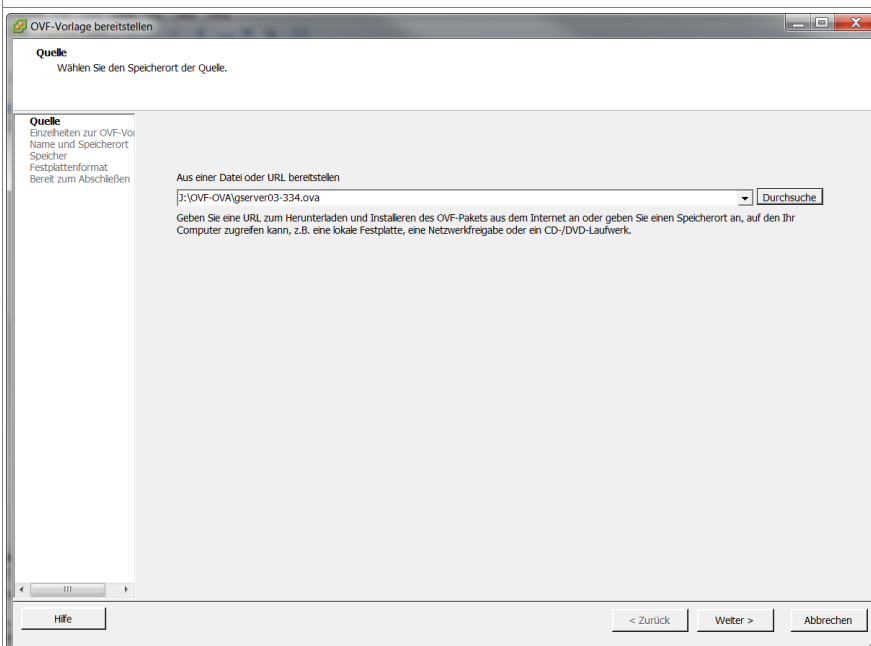 OVF-Vorlage bereitstellen
Quelle
Wählen Sie den Speicherort der Quelle.
Quelle
Einzelheiten zur OVF-Vo
Name und Speicherort
Speicher
Festplattenformat
Bereit zum Abschließen
Aus einer Datei oder URL bereitstellen
J:\OVF-OVA\gserver03-334.ova
Durchsuche
Geben Sie eine URL zum Herunterladen und Installieren des OVF-Pakets aus dem Internet an oder geben Sie einen Speicherort an, auf den Ihr
Computer zugreifen kann, z.B. eine lokale Festplatte, eine Netzwerkfreigabe oder ein CD-/DVD-Laufwerk.
Hilfe
< Zurück
Weiter >
Abbrechen